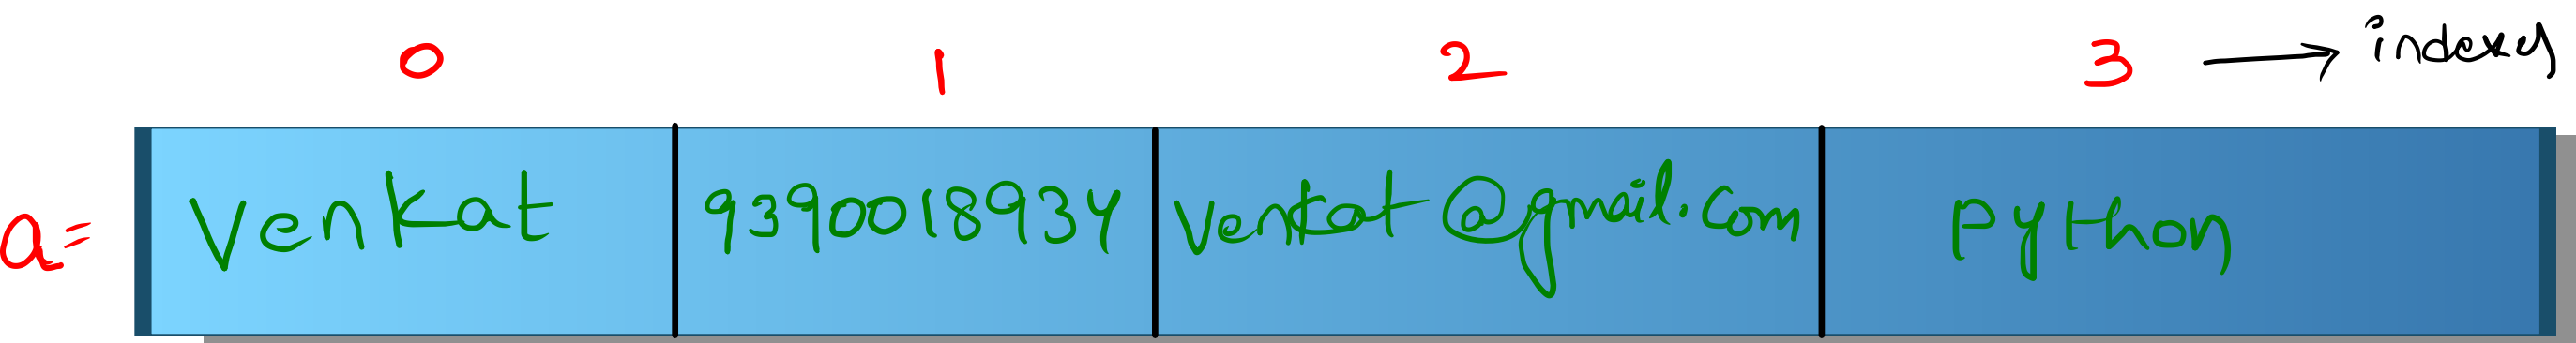 0 1 2 3 → indexes
a= Venkat 9390018934 Venkat@gmail.com python